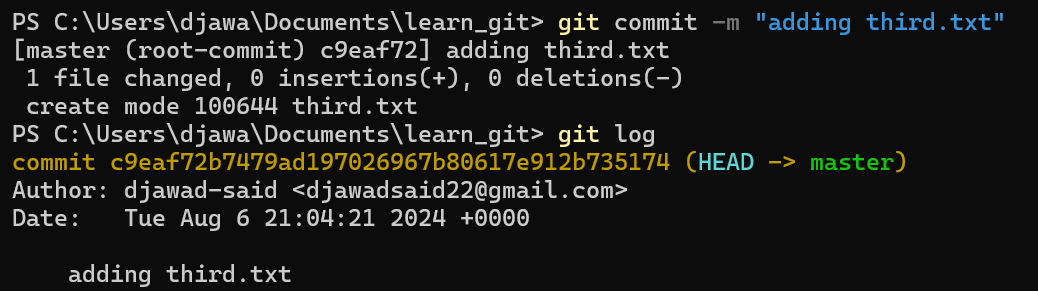 PS C:\Users\djawa\Documents\learn_git> git commit -m "adding third.txt"
[master (root-commit) c9eaf72] adding third.txt
 1 file changed, 0 insertions(+), 0 deletions(-)
 create mode 100644 third.txt
PS C:\Users\djawa\Documents\learn_git> git log
commit c9eaf72b7479ad197026967b80617e912b735174 (HEAD -> master)
Author: djawad-said <djawadsaid22@gmail.com>
Date:   Tue Aug 6 21:04:21 2024 +0000

    adding third.txt